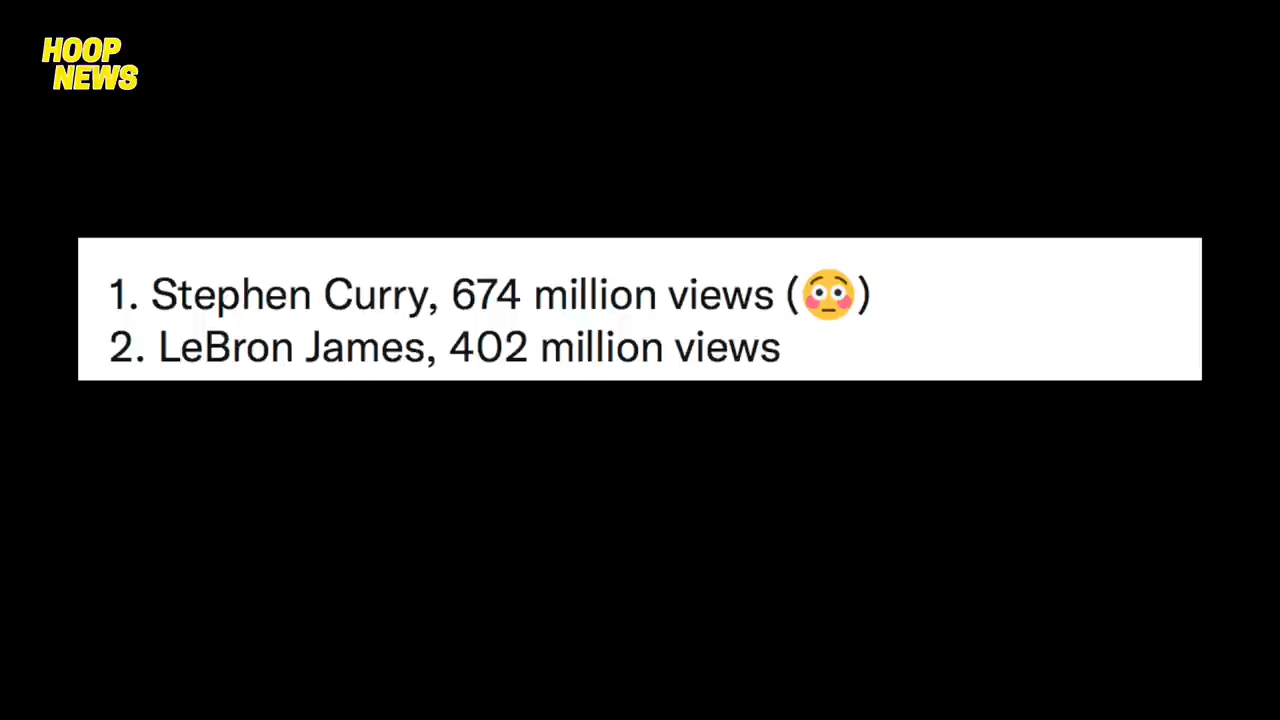 HOOP
NEWS
1. Stephen Curry, 674 million views (😳)
2. LeBron James, 402 million views